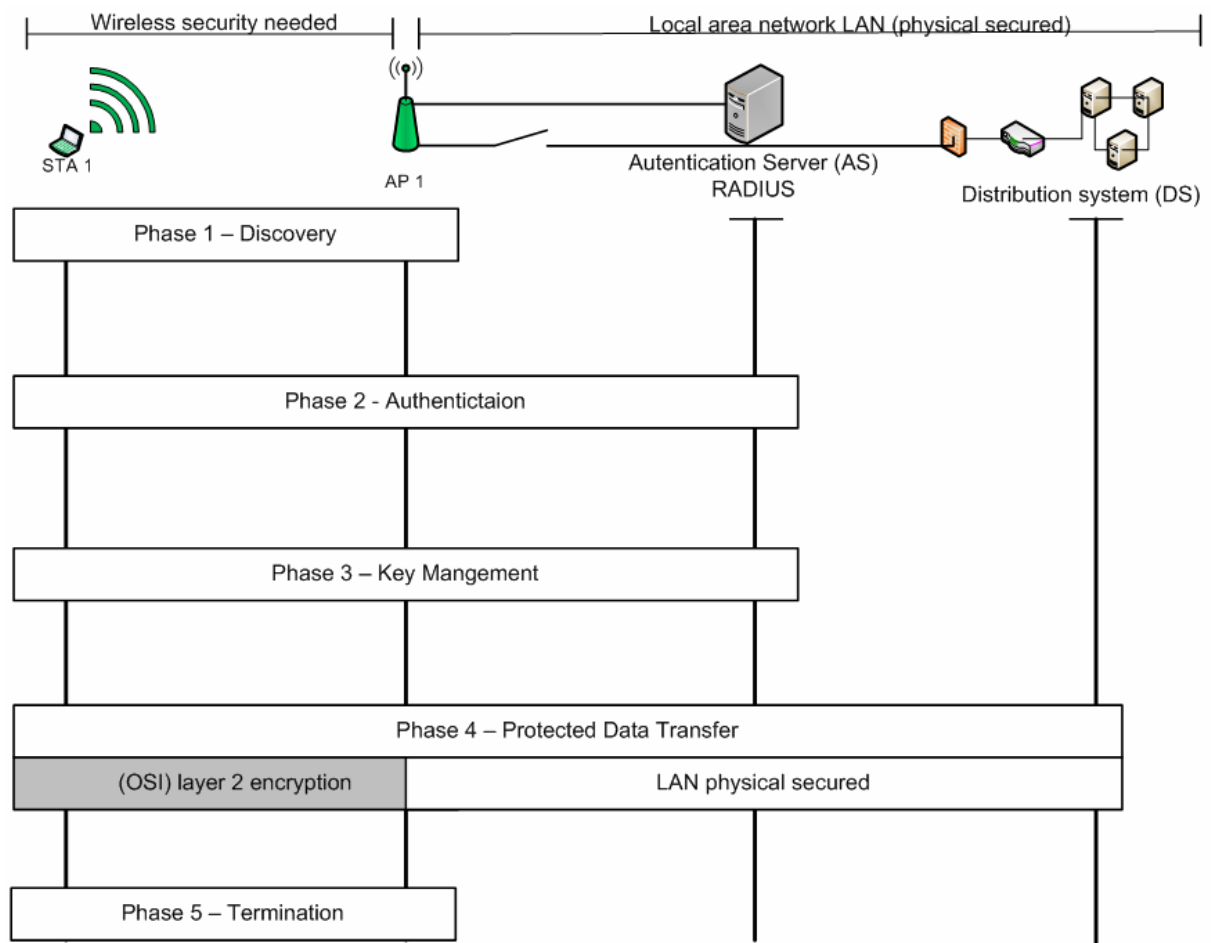 Wireless security needed
Local area network LAN (physical secured)
STA 1
AP 1
Autentication Server (AS)
RADIUS
Distribution system (DS)
Phase 1 – Discovery
Phase 2 - Authentictaion
Phase 3 – Key Mangement
Phase 4 – Protected Data Transfer
(OSI) layer 2 encryption
LAN physical secured
Phase 5 – Termination